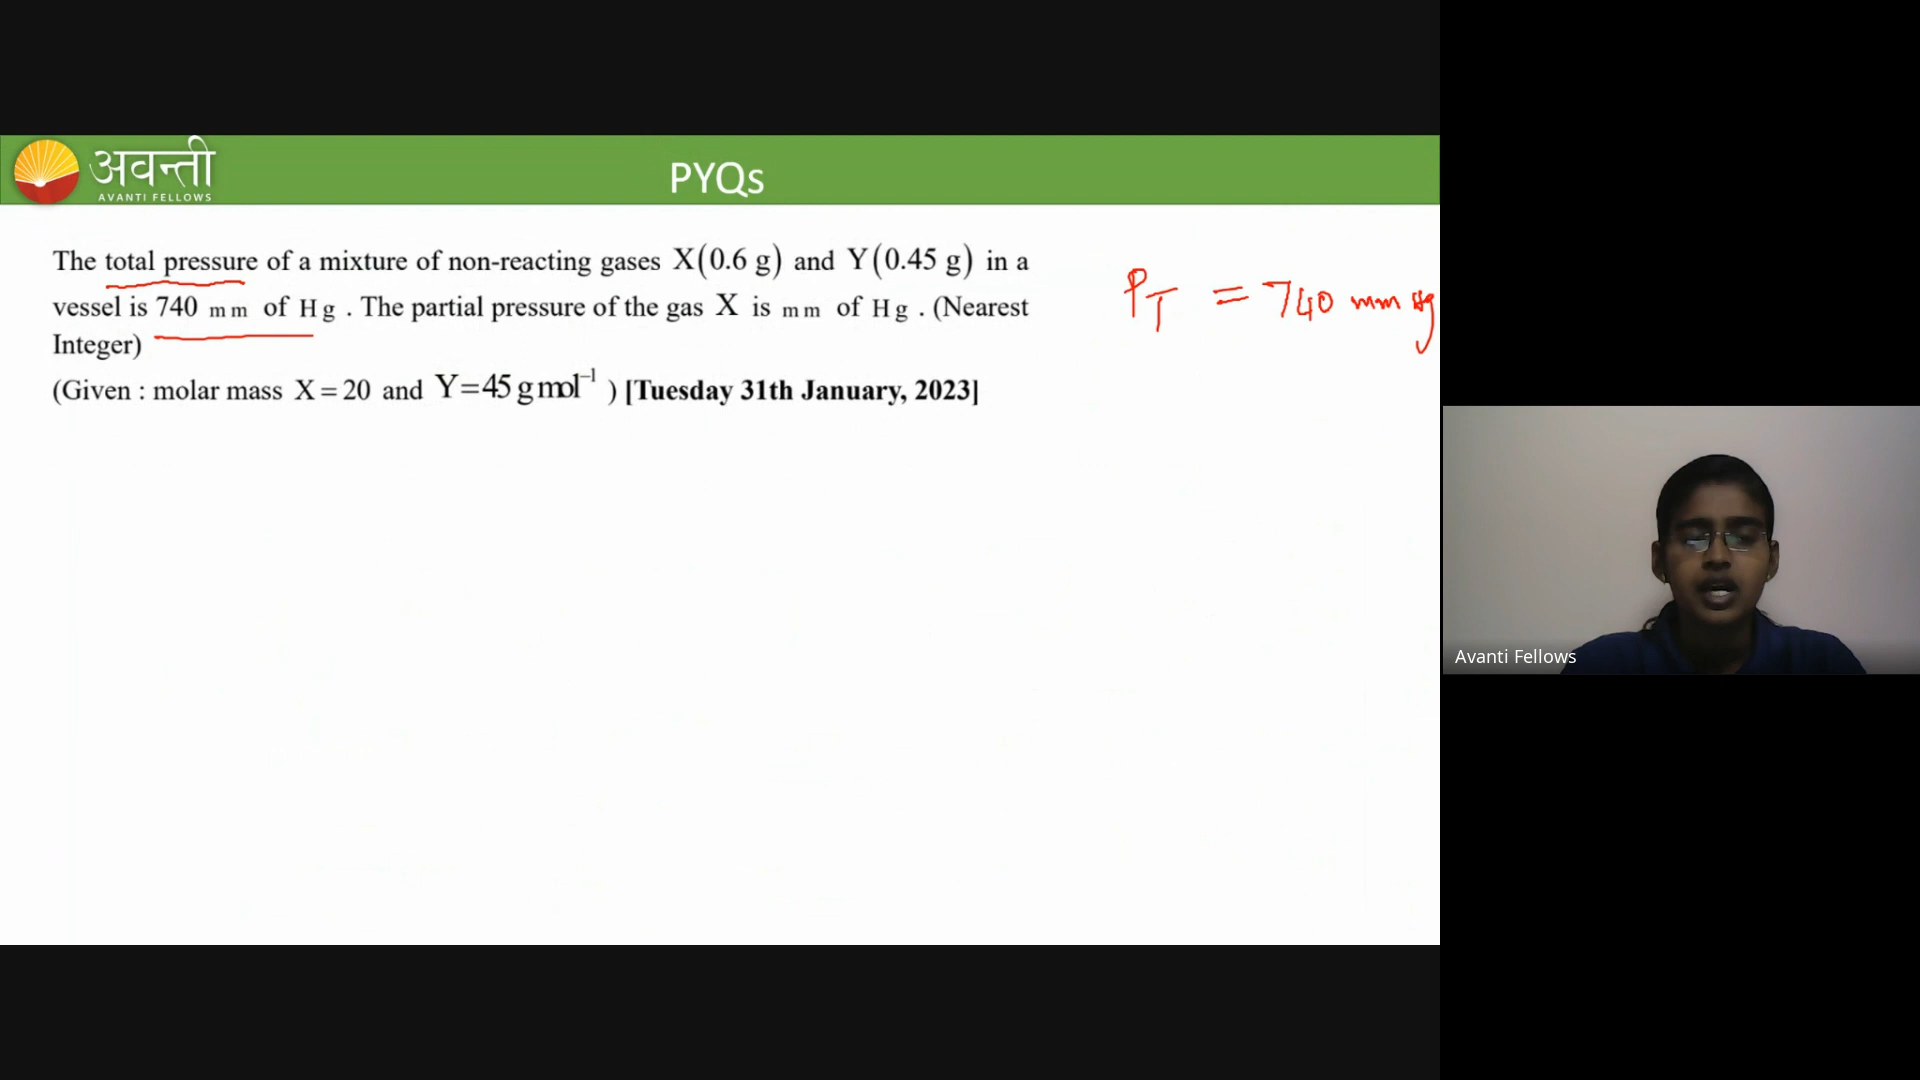 अवन्ती
AVANTI FELLOWS
PYQs
The total pressure of a mixture of non-reacting gases X(0.6 g) and Y(0.45 g) in a
vessel is 740 mm of Hg . The partial pressure of the gas X is mm of Hg . (Nearest
Integer)
(Given : molar mass X = 20 and Y=45 g mol⁻¹ ) [Tuesday 31th January, 2023]
P_T = 740 mm Hg
Avanti Fellows